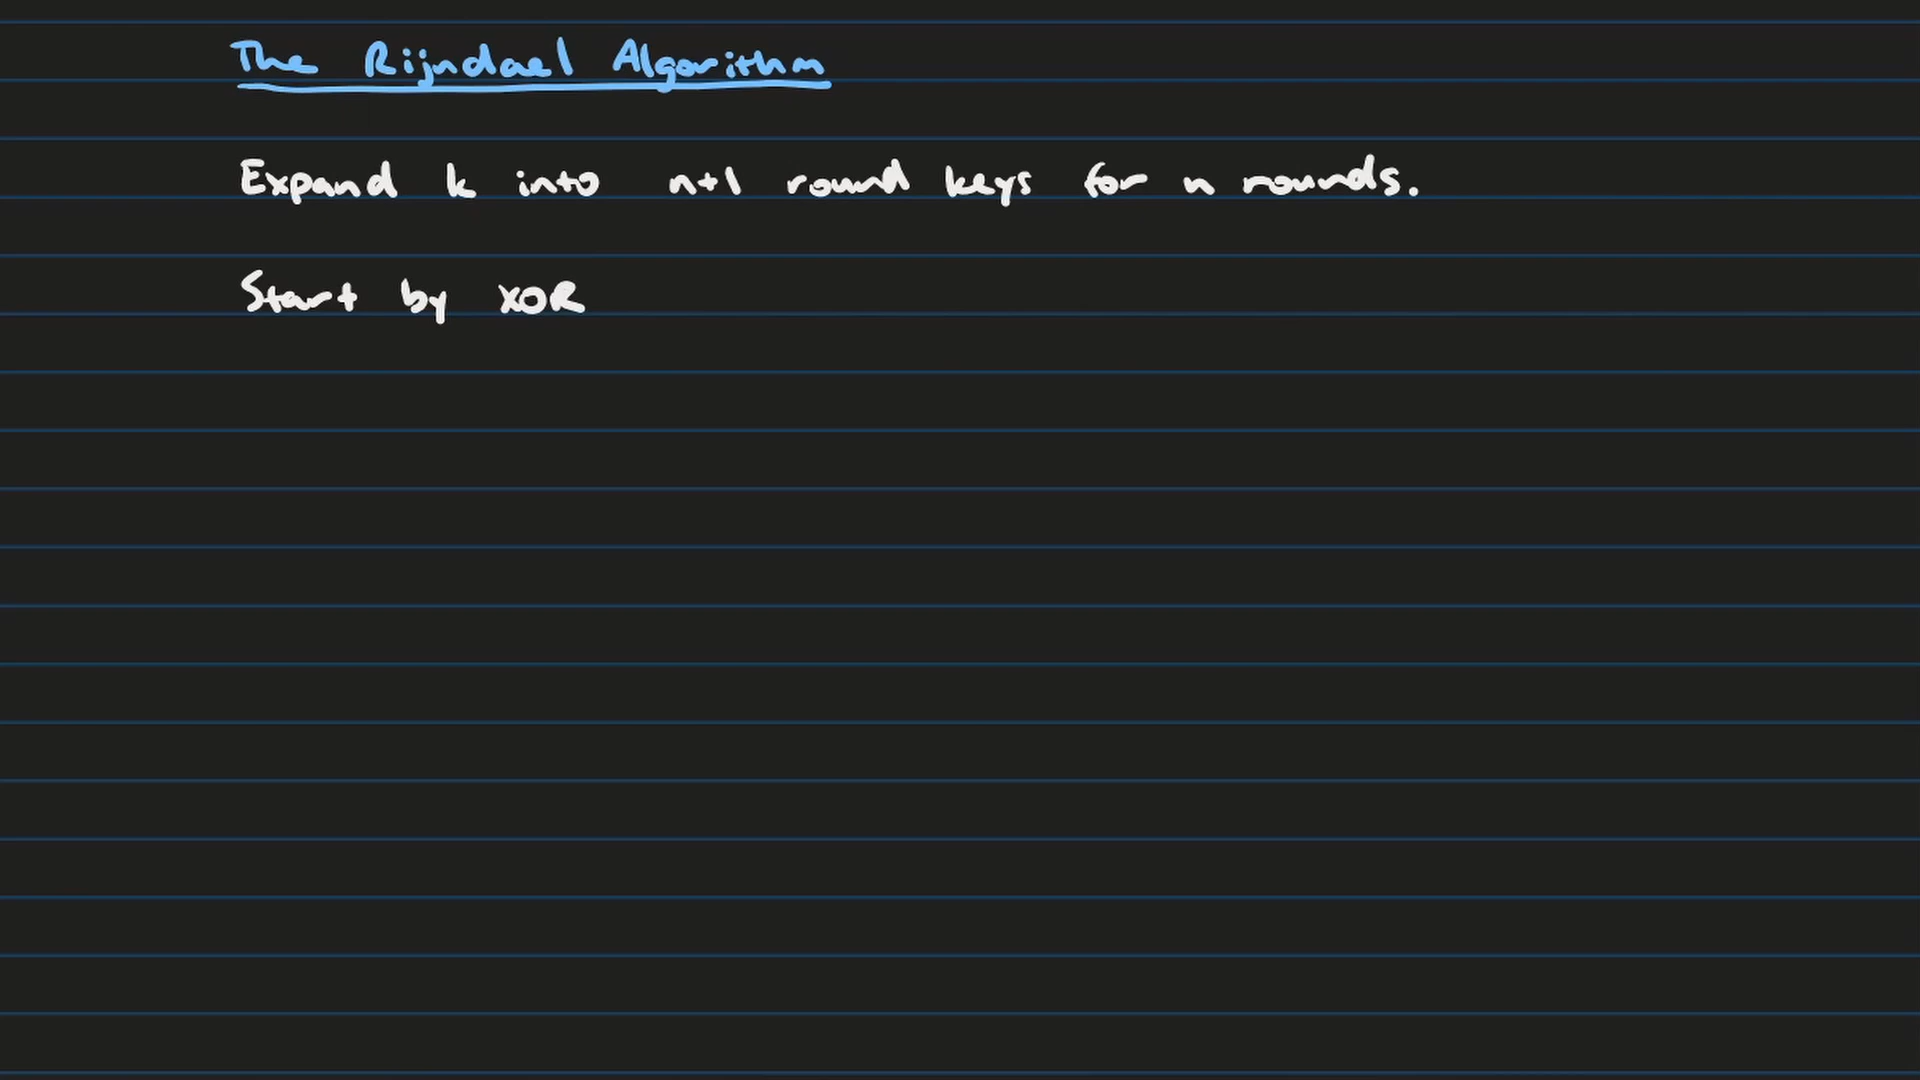 The Rijndael Algorithm
Expand k into n+1 round keys for n rounds.
Start by XOR